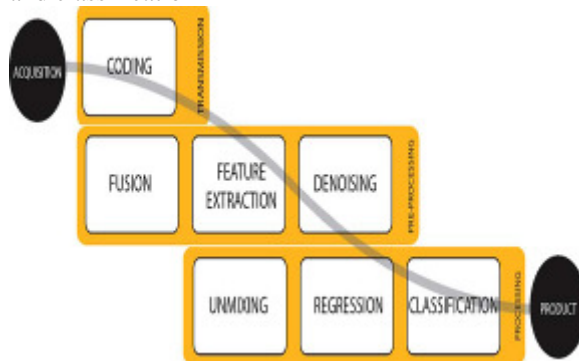 ACQUISITION
CODING
TRANSMISSION
FUSION
FEATURE
EXTRACTION
DENOISING
PRE-PROCESSING
UNMIXING
REGRESSION
CLASSIFICATION
PROCESSING
PRODUCT